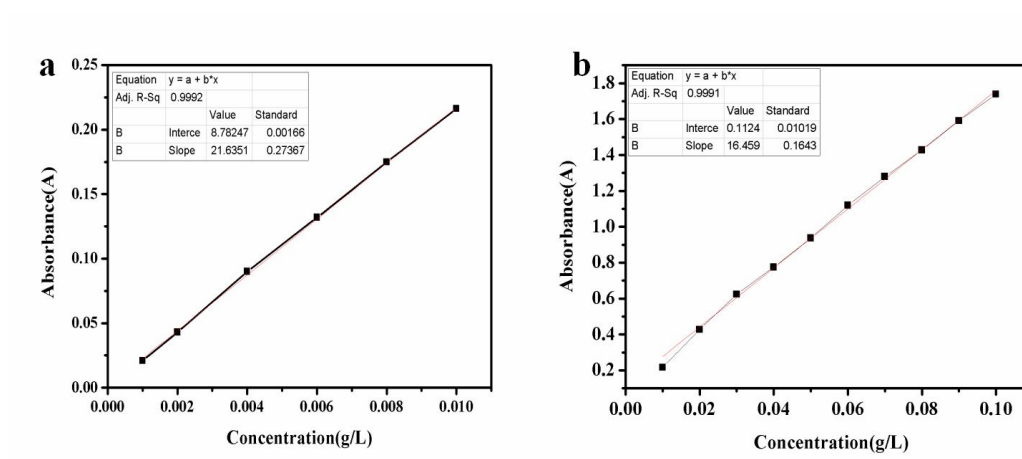 a
0.25
0.20
0.15
0.10
0.05
0.00
Absorbance(A)
Equation y = a + b*x
Adj. R-Sq 0.9992
Value Standard
B Interce 8.78247 0.00166
B Slope 21.6351 0.27367
0.000 0.002 0.004 0.006 0.008 0.010
Concentration(g/L)
b
1.8
1.6
1.4
1.2
1.0
0.8
0.6
0.4
0.2
Absorbance(A)
Equation y = a + b*x
Adj. R-Sq 0.9991
Value Standard
B Interce 0.1124 0.01019
B Slope 16.459 0.1643
0.00 0.02 0.04 0.06 0.08 0.10
Concentration(g/L)